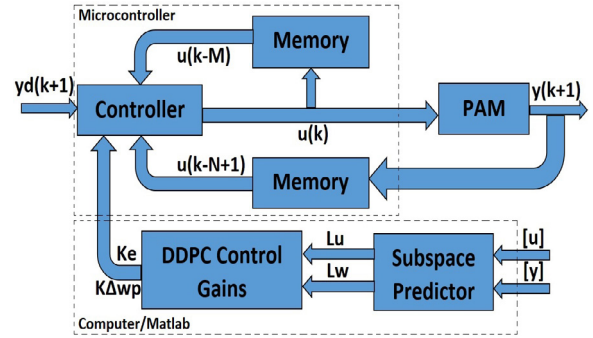 Microcontroller
Memory
u(k-M)
yd(k+1)
Controller
PAM
y(k+1)
u(k)
u(k-N+1)
Memory
Ke
KΔwp
DDPC Control
Gains
Lu
Lw
Subspace
Predictor
[u]
[y]
Computer/Matlab